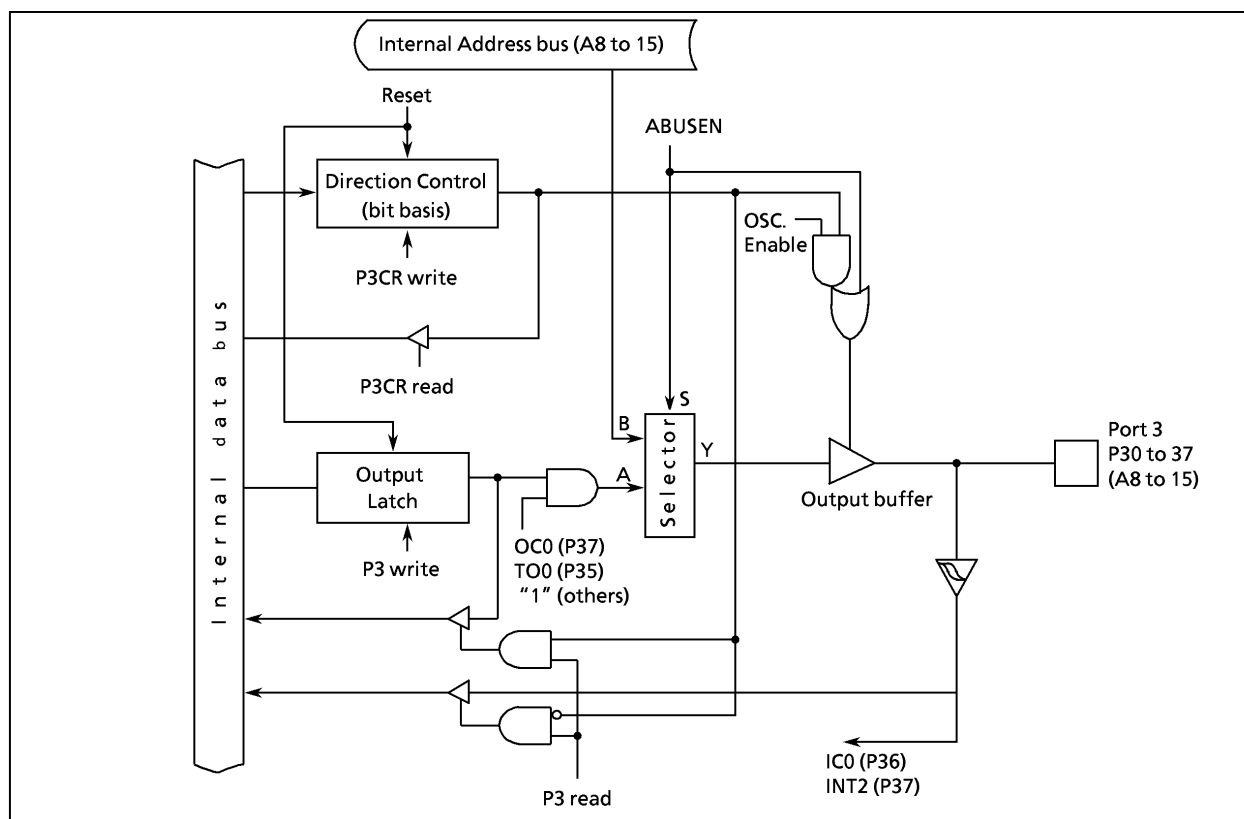 Internal Address bus (A8 to 15)
Reset
ABUSEN
Direction Control
(bit basis)
OSC.
Enable
P3CR write
Internal data bus
P3CR read
S
B
Selector
Y
A
Port 3
P30 to 37
(A8 to 15)
Output
Latch
Output buffer
OC0 (P37)
TO0 (P35)
"1" (others)
P3 write
IC0 (P36)
INT2 (P37)
P3 read